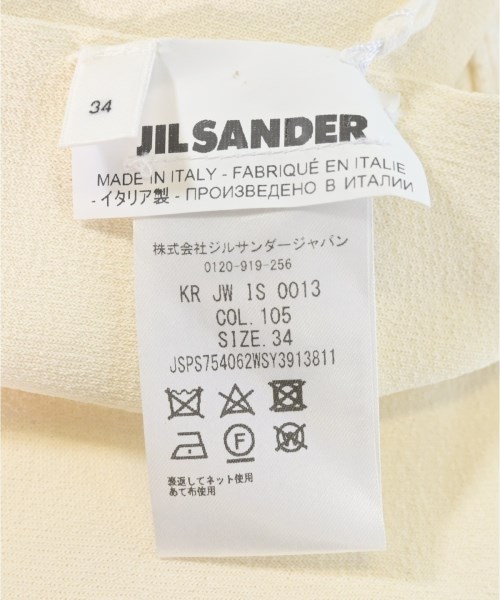 34
JIL SANDER
MADE IN ITALY - FABRIQUÉ EN ITALIE
- イタリア製 - ПРОИЗВЕДЕНО В ИТАЛИИ
株式会社ジルサンダージャパン
0120-919-256
KR JW IS 0013
COL. 105
SIZE. 34
JSPS754062WSY3913811
F
W
裏返してネット使用
あて布使用